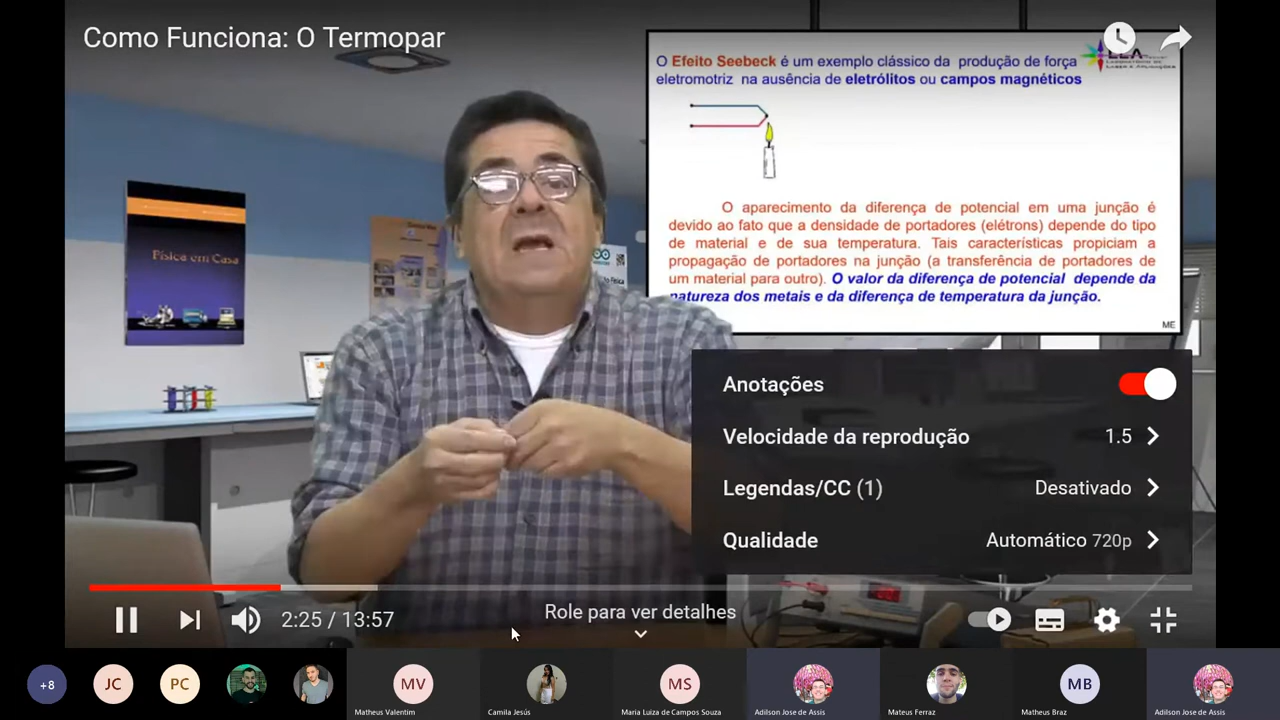 Como Funciona: O Termopar
O Efeito Seebeck é um exemplo clássico da produção de força
eletromotriz na ausência de eletrólitos ou campos magnéticos
O aparecimento da diferença de potencial em uma junção é
devido ao fato que a densidade de portadores (elétrons) depende do tipo
de material e de sua temperatura. Tais características propiciam a
propagação de portadores na junção (a transferência de portadores de
um material para outro). O valor da diferença de potencial depende da
natureza dos metais e da diferença de temperatura da junção.
ME
Física em Casa
Anotações
Velocidade da reprodução 1.5
Legendas/CC (1) Desativado
Qualidade Automático 720p
2:25 / 13:57
Role para ver detalhes
+8
JC
PC
MV
MS
MB
Matheus Valentim
Camila Jesús
Maria Luiza de Campos Souza
Adilson Jose de Assis
Mateus Ferraz
Matheus Braz
Adilson Jose de Assis